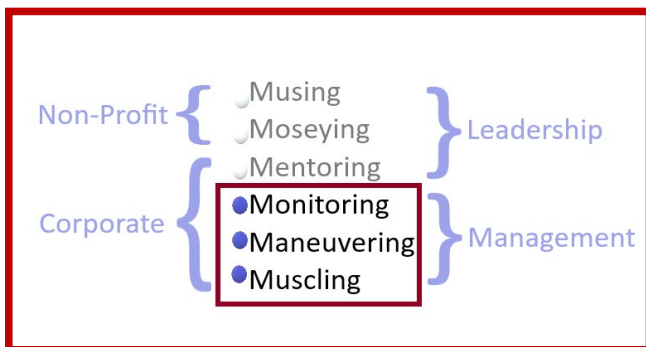 Musing
Non-Profit
Moseying
Leadership
Mentoring
Monitoring
Corporate
Maneuvering
Management
Muscling